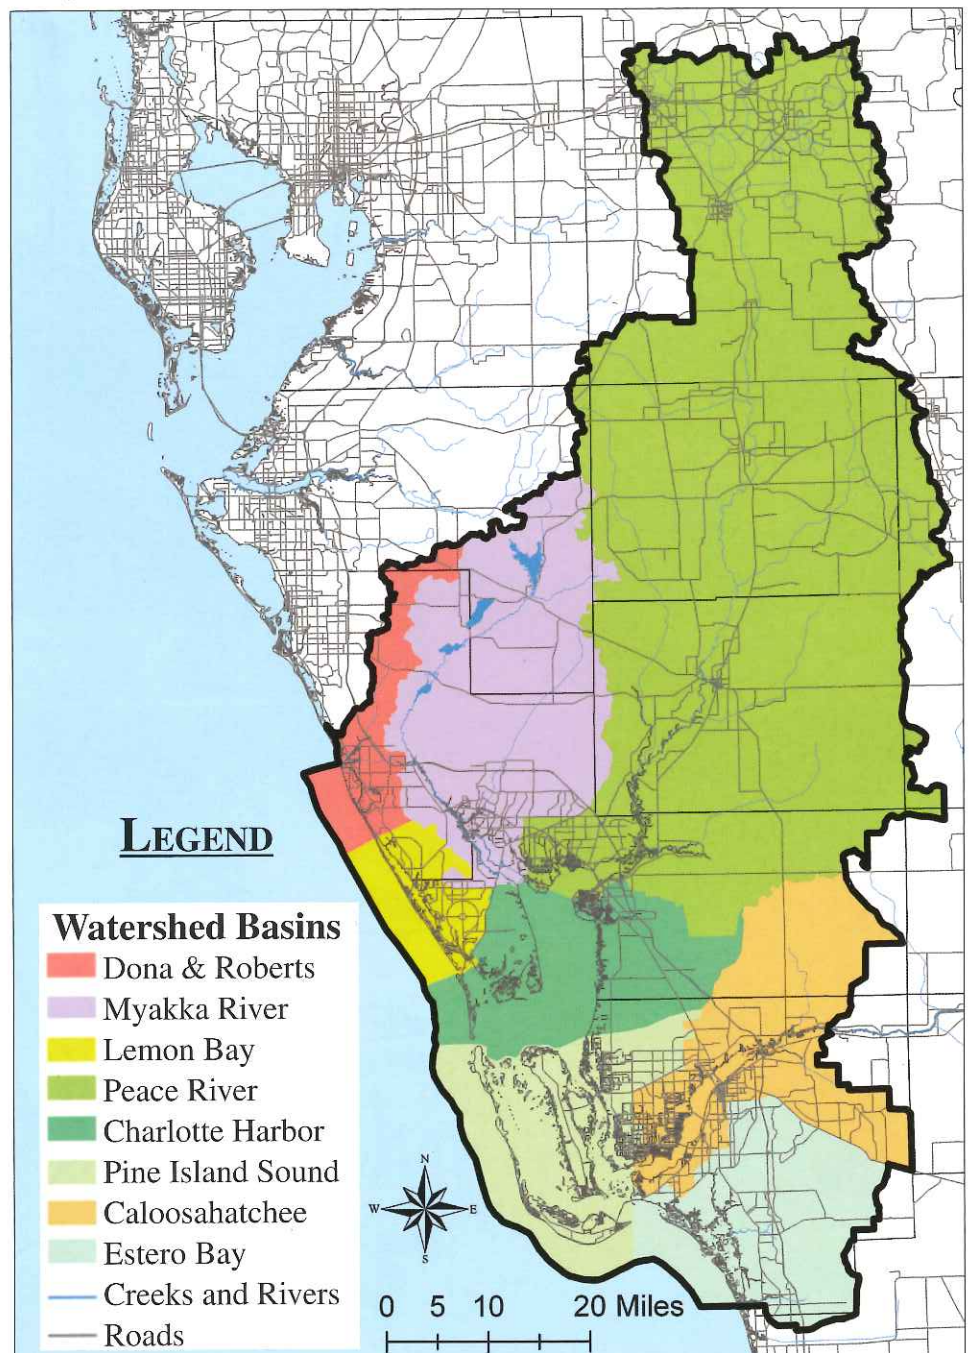 LEGEND
Watershed Basins
Dona & Roberts
Myakka River
Lemon Bay
Peace River
Charlotte Harbor
Pine Island Sound
Caloosahatchee
Estero Bay
Creeks and Rivers
Roads
N
W E
S
0 5 10 20 Miles